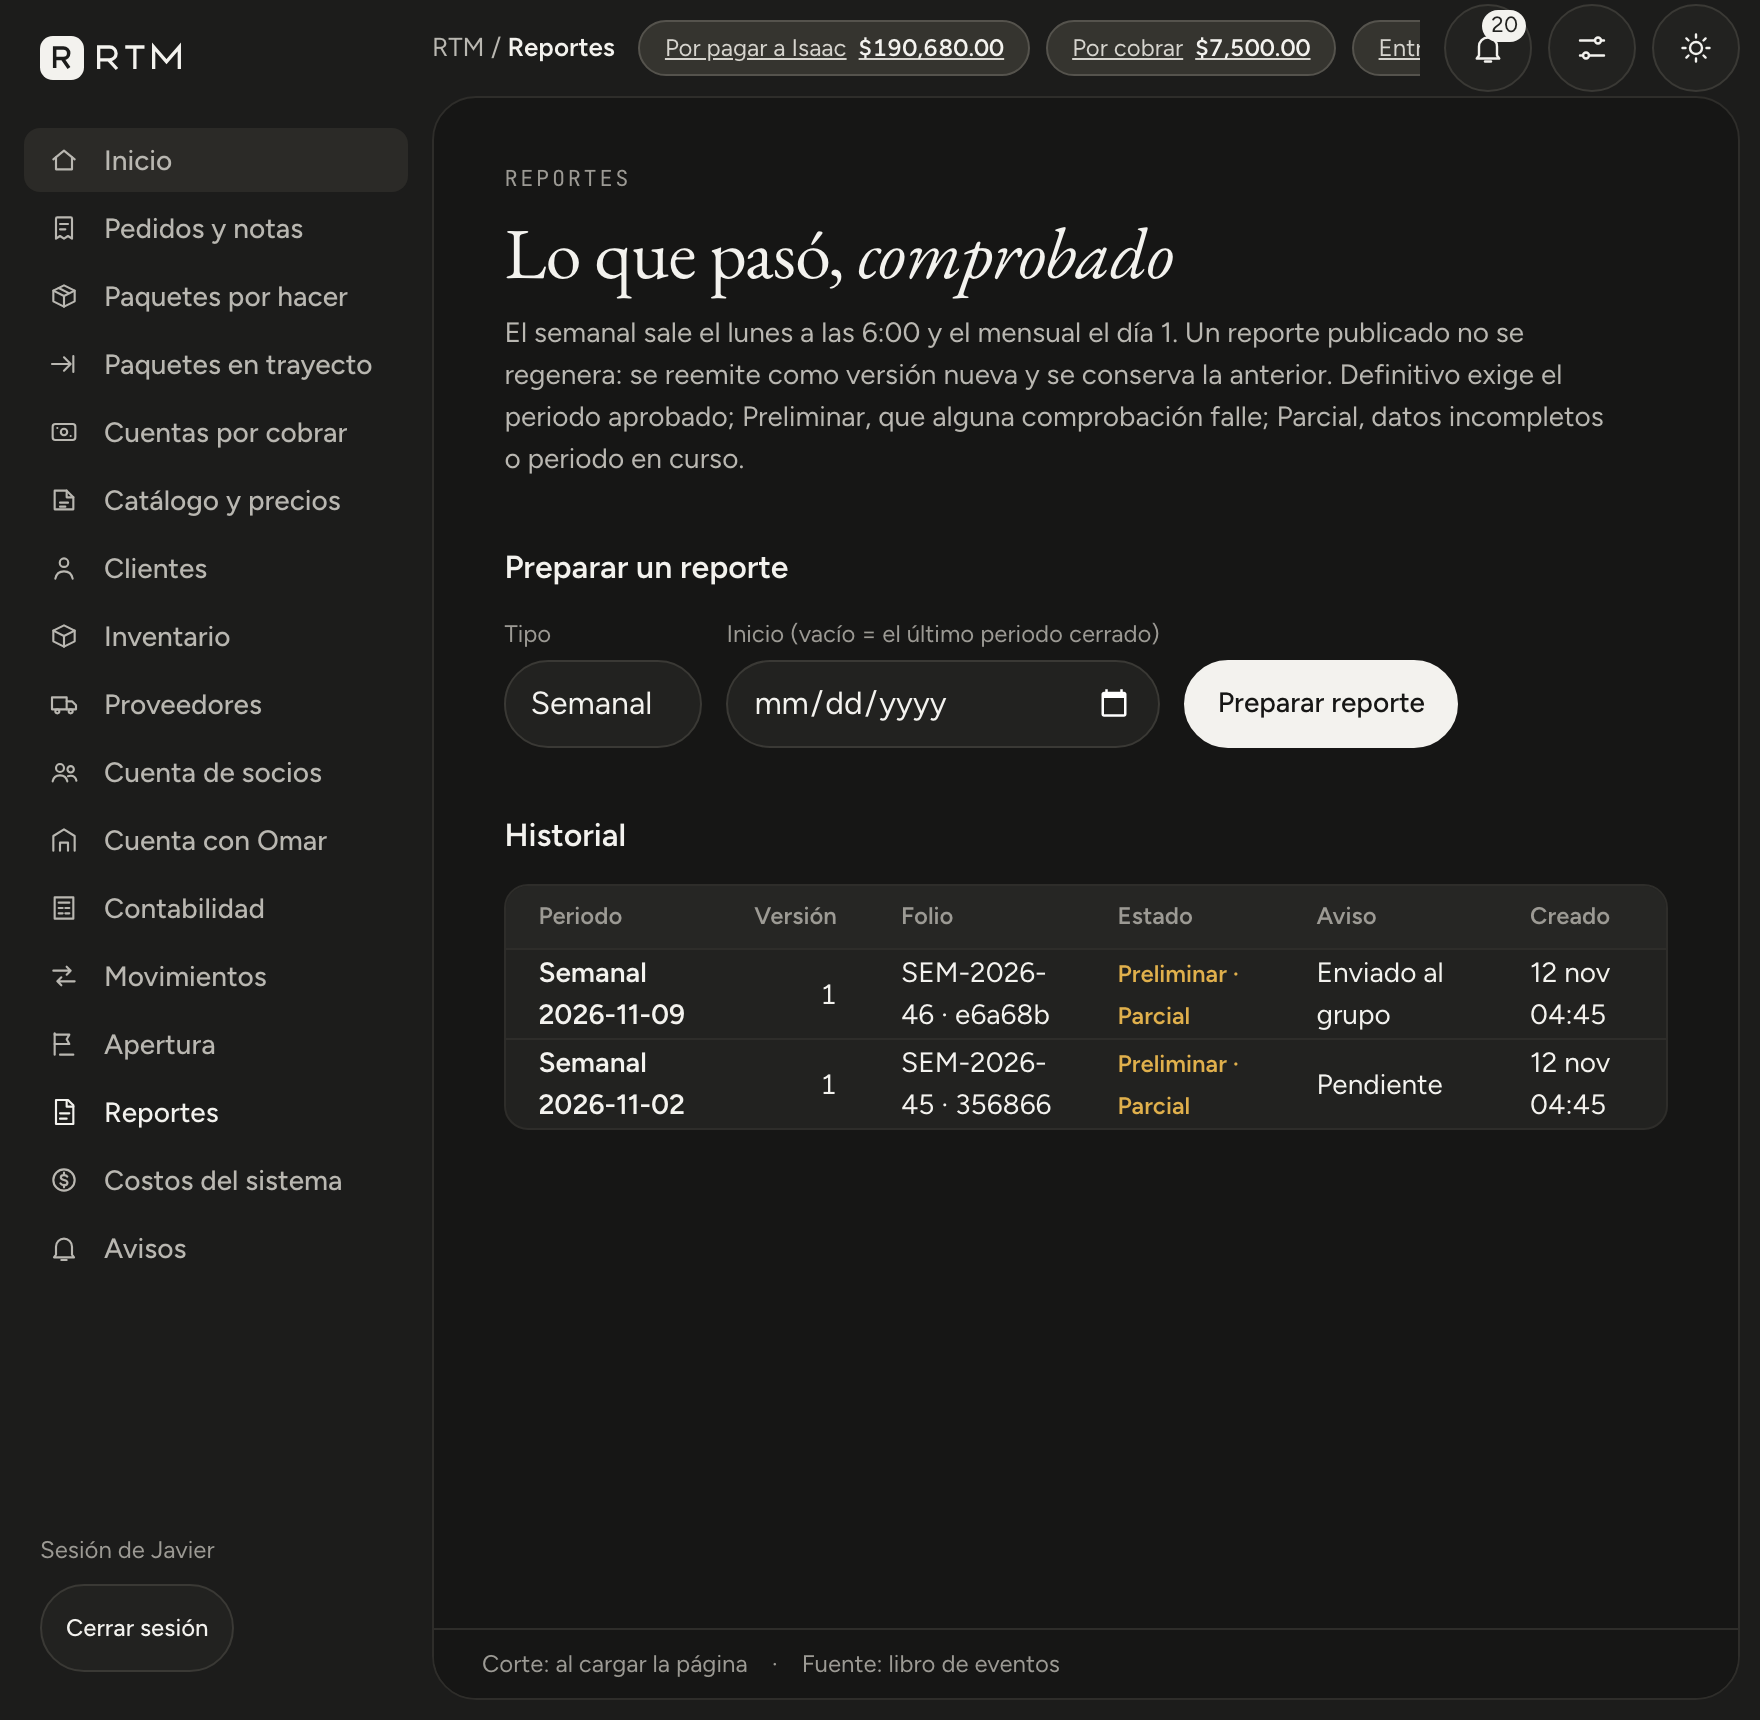 R RTM
RTM / Reportes
Por pagar a Isaac $190,680.00
Por cobrar $7,500.00
Entr
20
Inicio
Pedidos y notas
Paquetes por hacer
Paquetes en trayecto
Cuentas por cobrar
Catálogo y precios
Clientes
Inventario
Proveedores
Cuenta de socios
Cuenta con Omar
Contabilidad
Movimientos
Apertura
Reportes
Costos del sistema
Avisos
Sesión de Javier
Cerrar sesión
REPORTES
Lo que pasó, comprobado
El semanal sale el lunes a las 6:00 y el mensual el día 1. Un reporte publicado no se
regenera: se reemite como versión nueva y se conserva la anterior. Definitivo exige el
periodo aprobado; Preliminar, que alguna comprobación falle; Parcial, datos incompletos
o periodo en curso.
Preparar un reporte
Tipo
Inicio (vacío = el último periodo cerrado)
Semanal
mm/dd/yyyy
Preparar reporte
Historial
Periodo Versión Folio Estado Aviso Creado
Semanal SEM-2026- Preliminar · Enviado al 12 nov
1
2026-11-09 46 · e6a68b Parcial grupo 04:45
Semanal SEM-2026- Preliminar · 12 nov
1 Pendiente
2026-11-02 45 · 356866 Parcial 04:45
Corte: al cargar la página · Fuente: libro de eventos